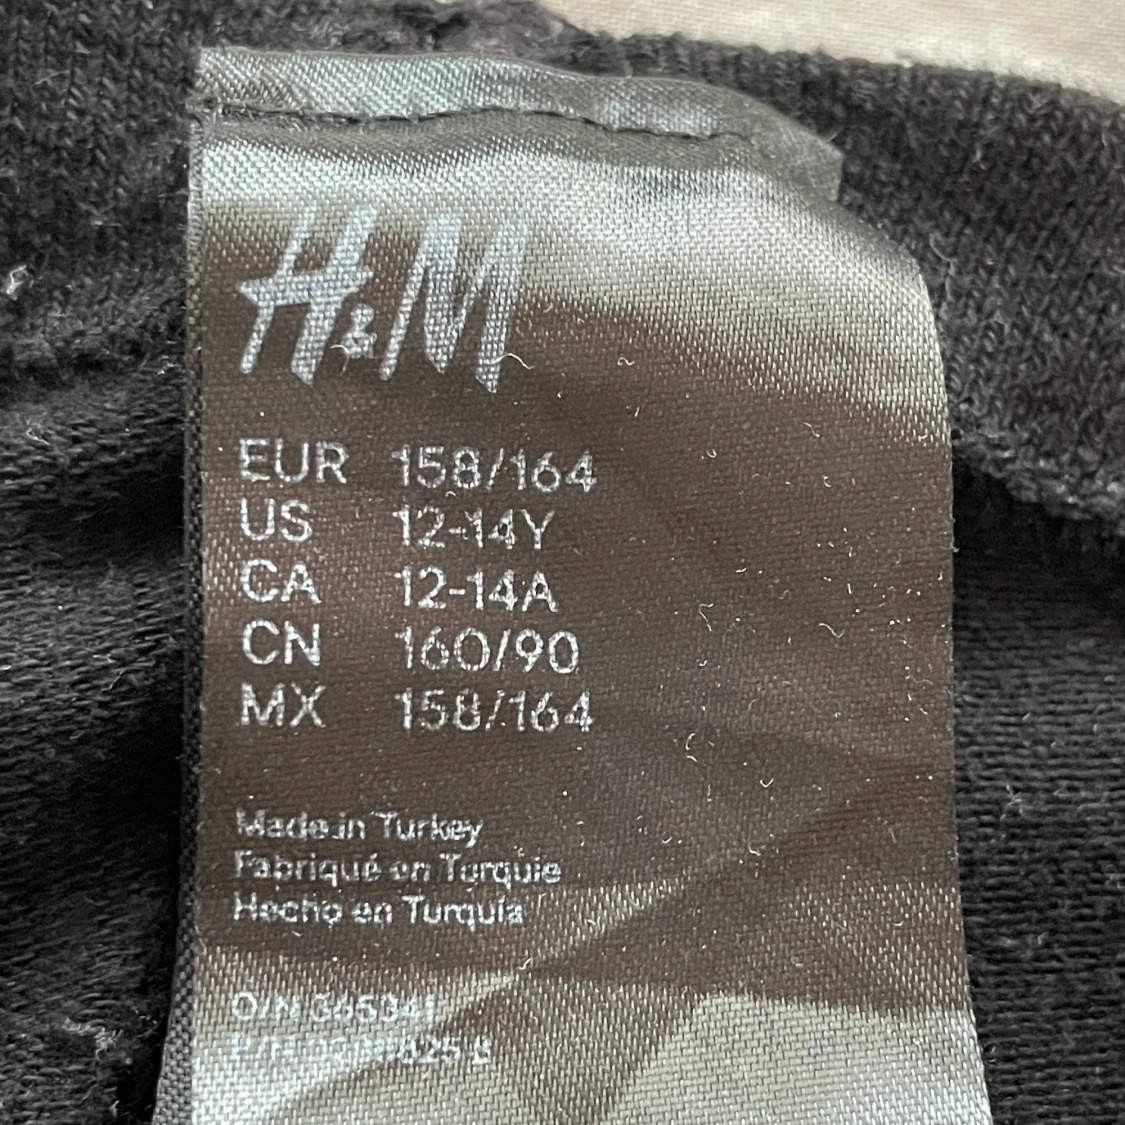 H&M
EUR 158/164
US 12-14Y
CA 12-14A
CN 160/90
MX 158/164
Made in Turkey
Fabriqué en Turquie
Hecho en Turquía
O/N 365341
P/N